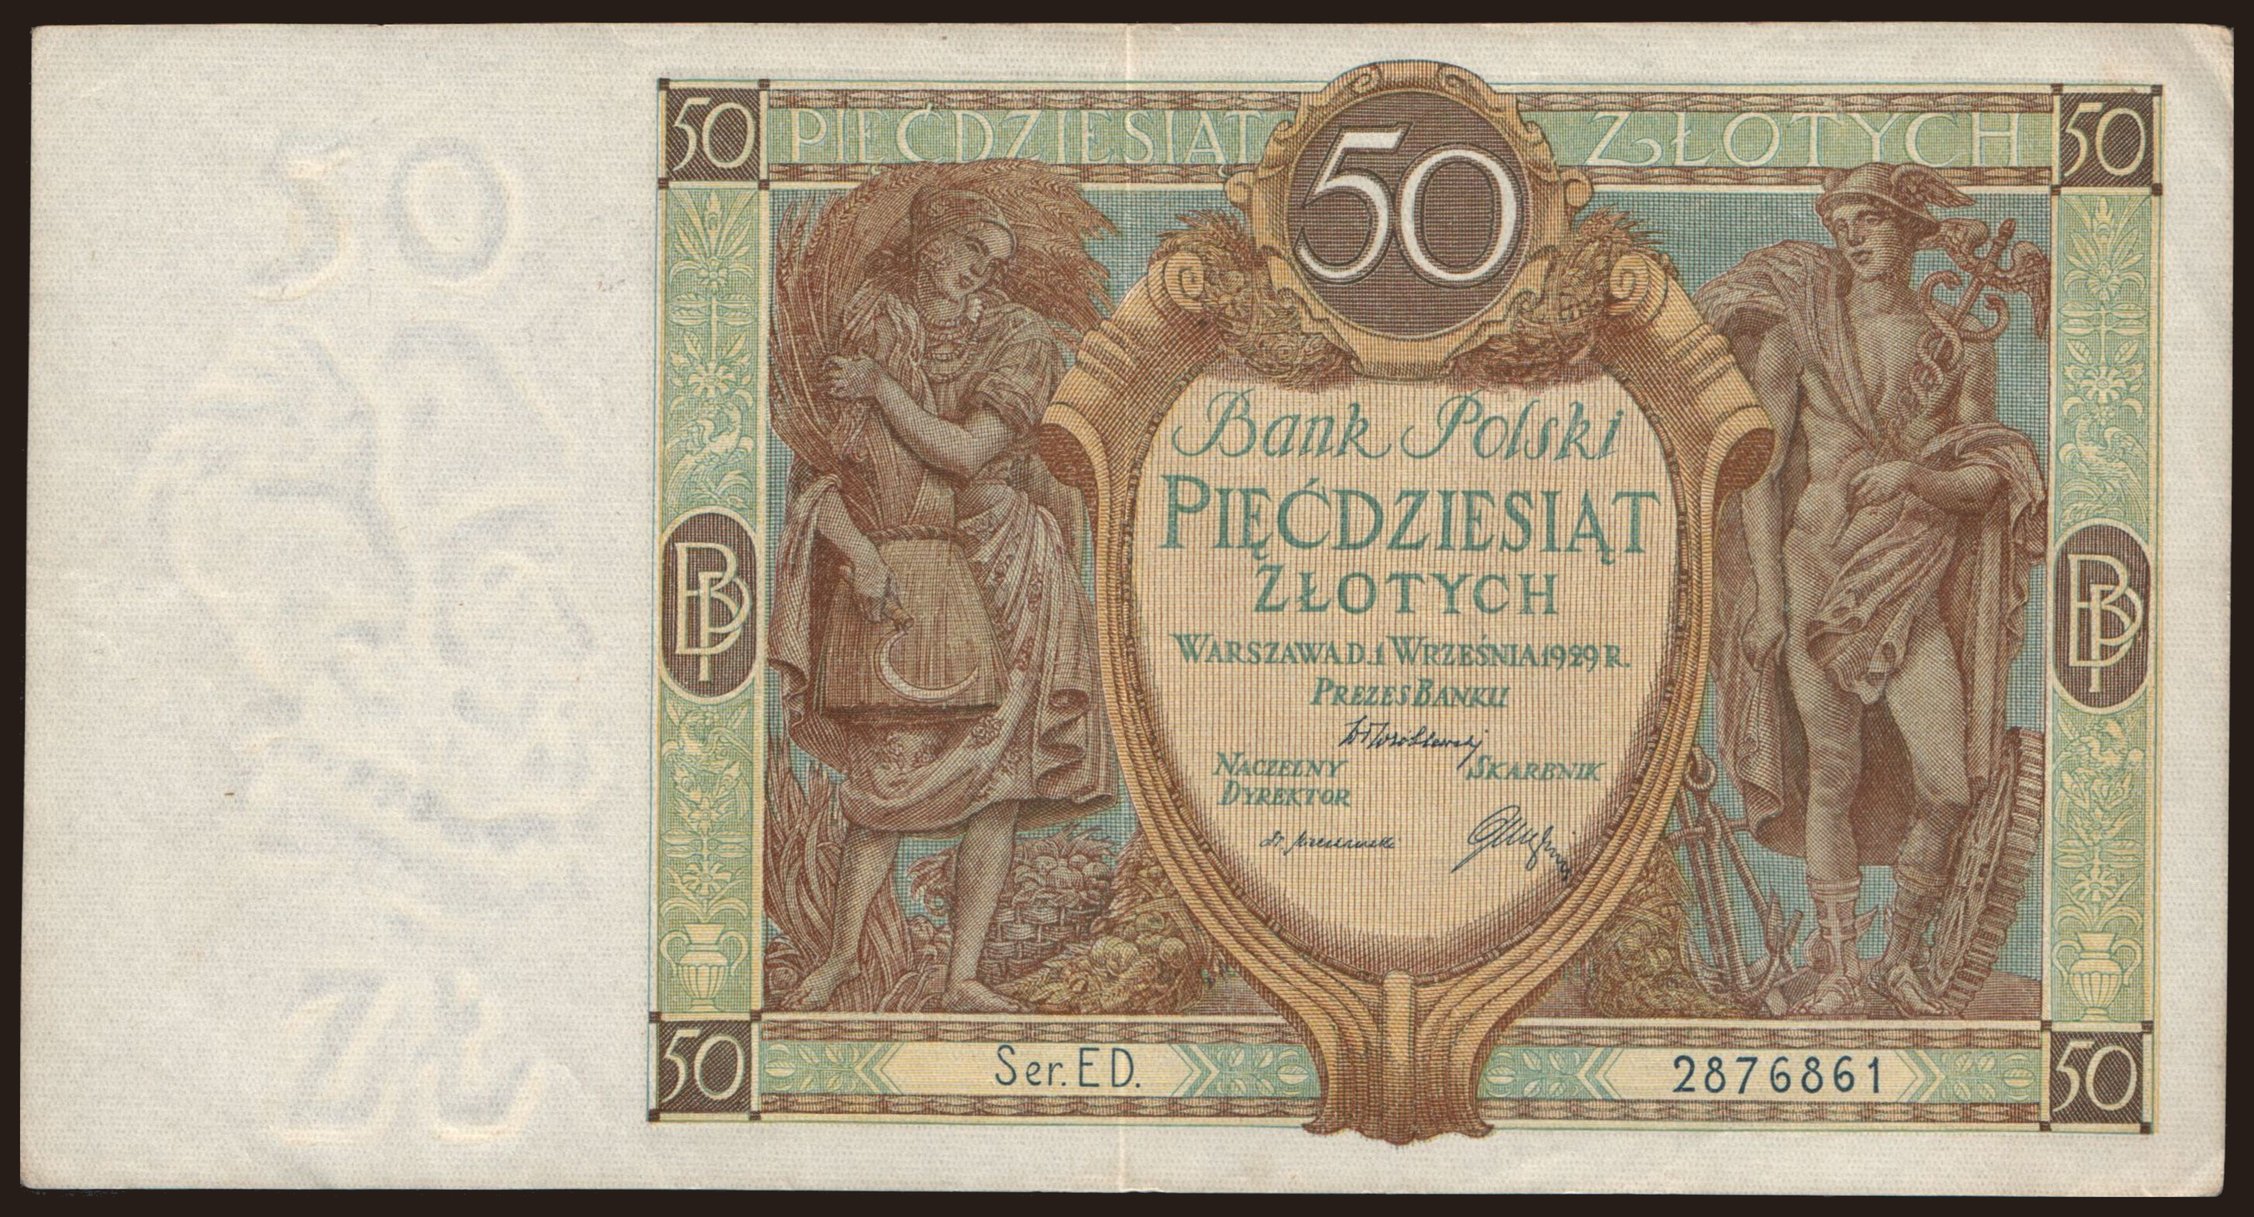 50 PIĘĆDZIESIĄT 50 ZŁOTYCH 50
Bank Polski
PIĘĆDZIESIĄT
ZŁOTYCH
WARSZAWA D. 1 WRZEŚNIA 1929 R.
PREZES BANKU
NACZELNY SKARBNIK
DYREKTOR
BP BP
50 Ser. ED. 2876861 50